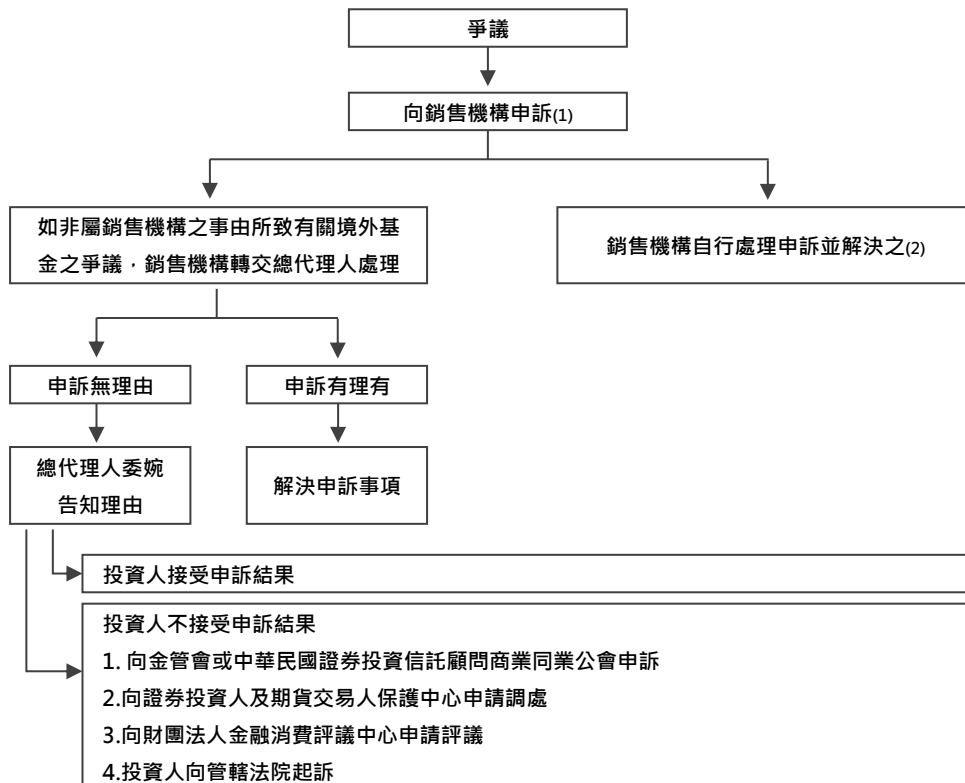 爭議
向銷售機構申訴(1)
如非屬銷售機構之事由所致有關境外基
金之爭議，銷售機構轉交總代理人處理
銷售機構自行處理申訴並解決之(2)
申訴無理由
申訴有理有
總代理人委婉
告知理由
解決申訴事項
投資人接受申訴結果
投資人不接受申訴結果
1. 向金管會或中華民國證券投資信託顧問商業同業公會申訴
2.向證券投資人及期貨交易人保護中心申請調處
3.向財團法人金融消費評議中心申請評議
4.投資人向管轄法院起訴